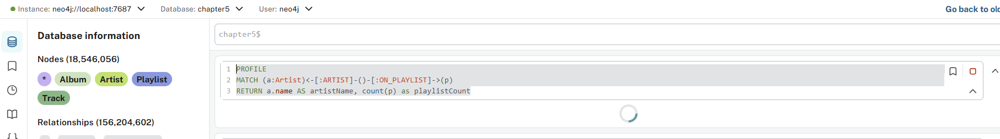 Instance: neo4j://localhost:7687 Database: chapter5 User: neo4j Go back to old
Database information
chapter5$
Nodes (18,546,056)
* Album Artist Playlist
Track
Relationships (156,204,602)
1 PROFILE
2 MATCH (a:Artist)<-[:ARTIST]-()-[:ON_PLAYLIST]->(p)
3 RETURN a.name AS artistName, count(p) as playlistCount